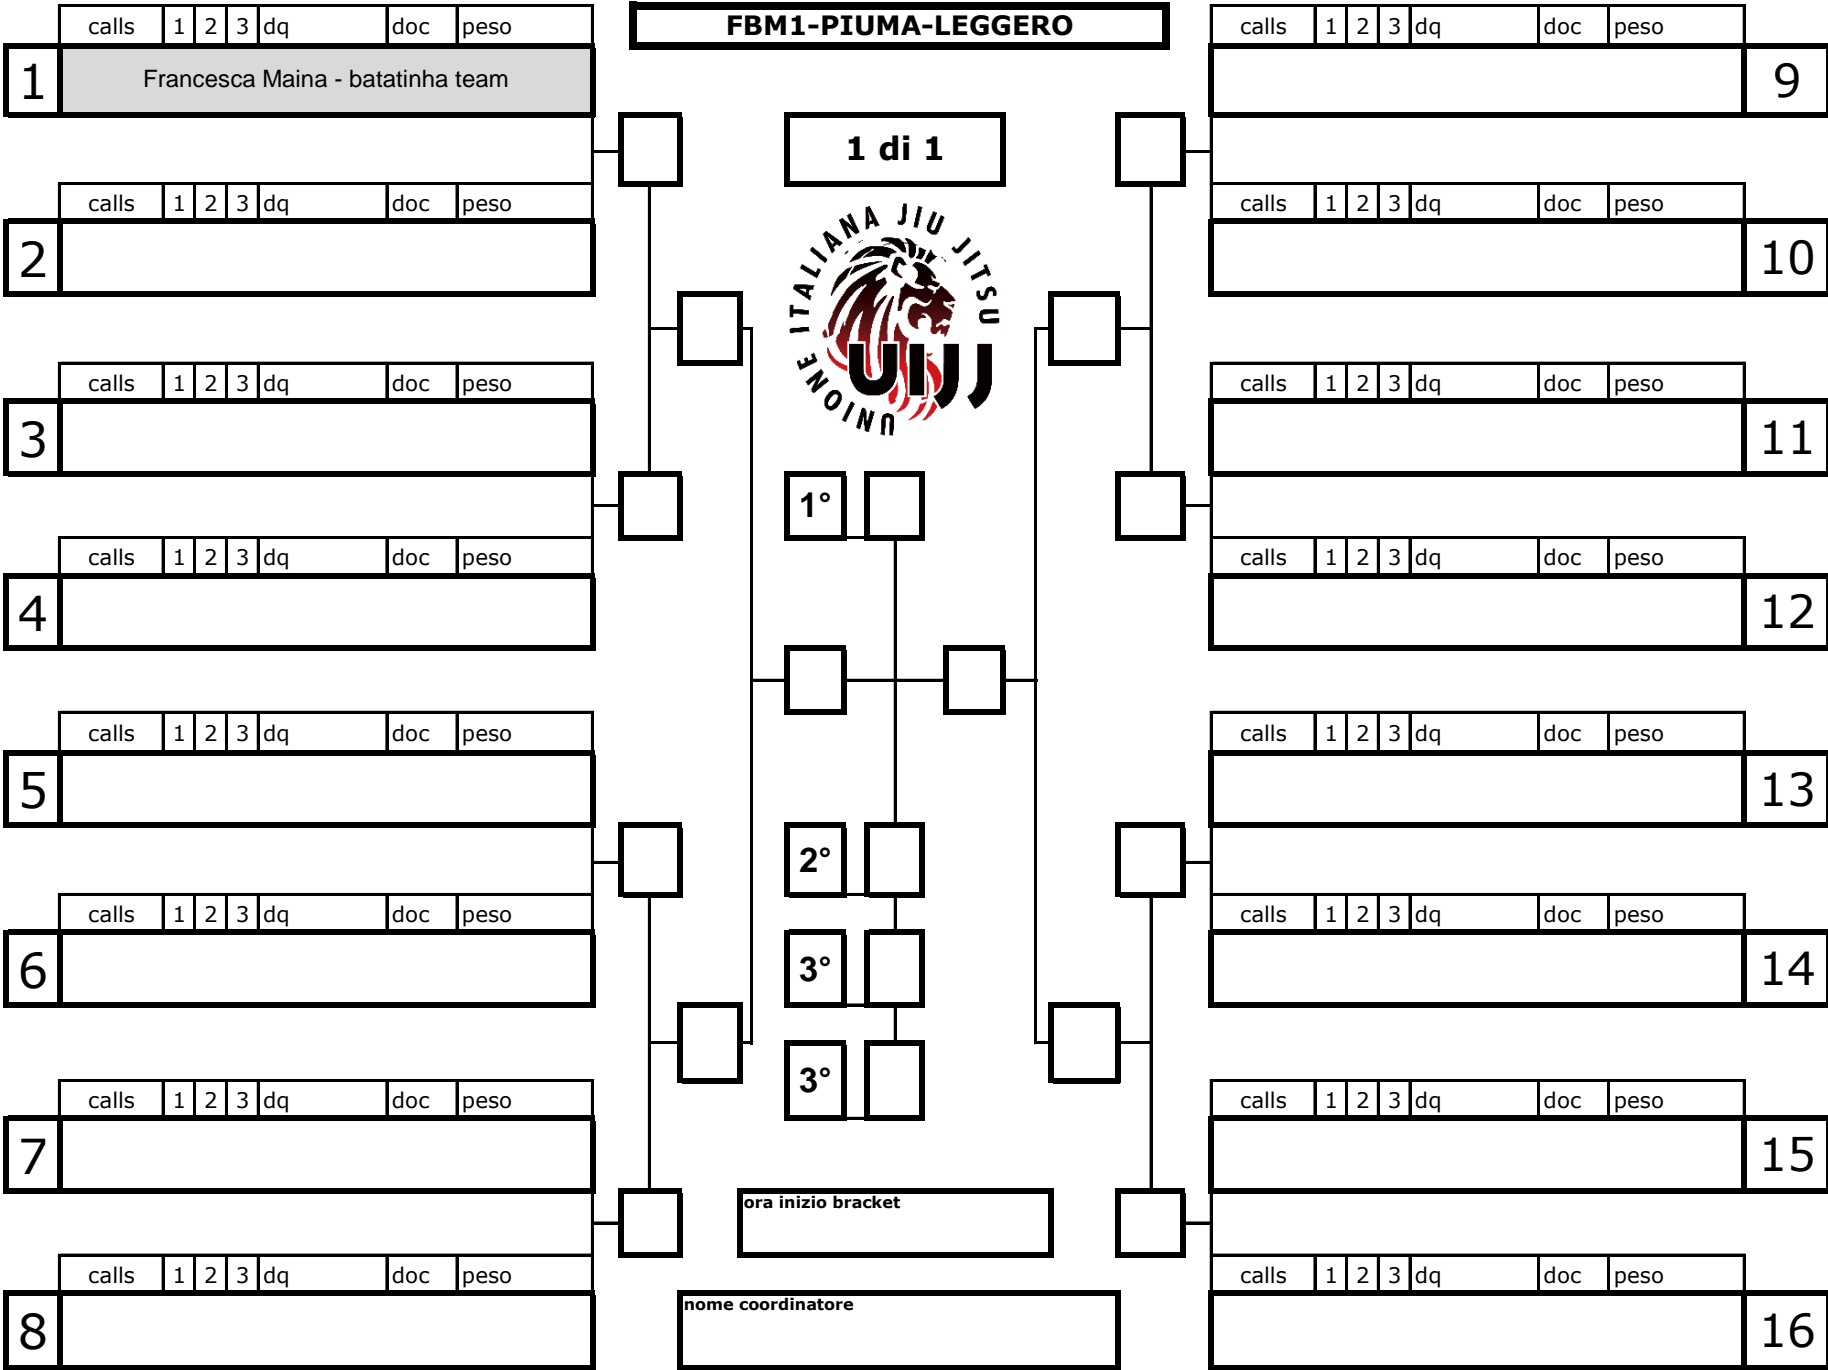 calls 1 2 3 dq doc peso
1 Francesca Maina - batatinha team
calls 1 2 3 dq doc peso
2
calls 1 2 3 dq doc peso
3
calls 1 2 3 dq doc peso
4
calls 1 2 3 dq doc peso
5
calls 1 2 3 dq doc peso
6
calls 1 2 3 dq doc peso
7
calls 1 2 3 dq doc peso
8
FBM1-PIUMA-LEGGERO
1 di 1
UNIONE ITALIANA JIU JITSU
UIJJ
1°
2°
3°
3°
ora inizio bracket
nome coordinatore
calls 1 2 3 dq doc peso
9
calls 1 2 3 dq doc peso
10
calls 1 2 3 dq doc peso
11
calls 1 2 3 dq doc peso
12
calls 1 2 3 dq doc peso
13
calls 1 2 3 dq doc peso
14
calls 1 2 3 dq doc peso
15
calls 1 2 3 dq doc peso
16